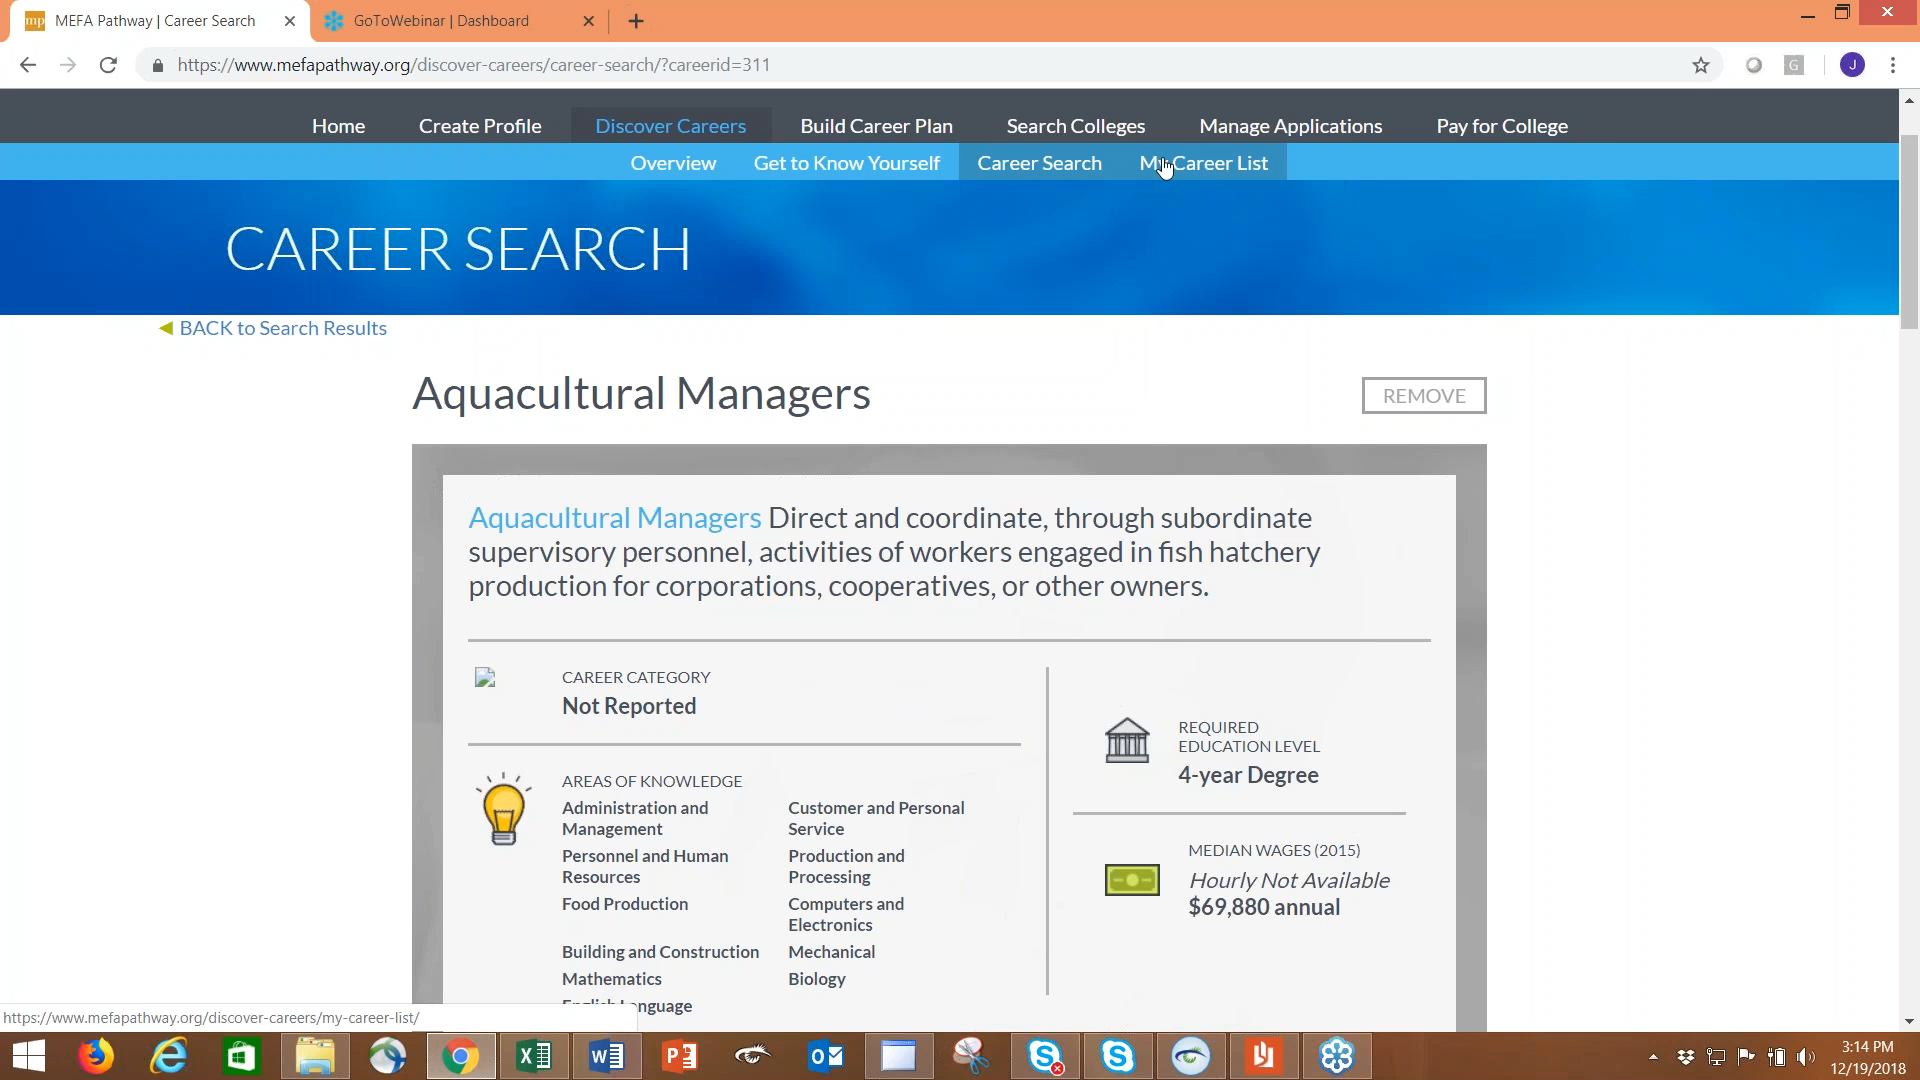 mp MEFA Pathway | Career Search
GoToWebinar | Dashboard
https://www.mefapathway.org/discover-careers/career-search/?careerid=311
G
J
Home Create Profile Discover Careers Build Career Plan Search Colleges Manage Applications Pay for College
Overview Get to Know Yourself Career Search My Career List
CAREER SEARCH
BACK to Search Results
Aquacultural Managers
REMOVE
Aquacultural Managers Direct and coordinate, through subordinate
supervisory personnel, activities of workers engaged in fish hatchery
production for corporations, cooperatives, or other owners.
CAREER CATEGORY
Not Reported
AREAS OF KNOWLEDGE
Administration and
Management
Customer and Personal
Service
Personnel and Human
Resources
Production and
Processing
Food Production
Computers and
Electronics
Building and Construction
Mechanical
Mathematics
Biology
English Language
REQUIRED
EDUCATION LEVEL
4-year Degree
MEDIAN WAGES (2015)
Hourly Not Available
$69,880 annual
https://www.mefapathway.org/discover-careers/my-career-list/
3:14 PM
12/19/2018